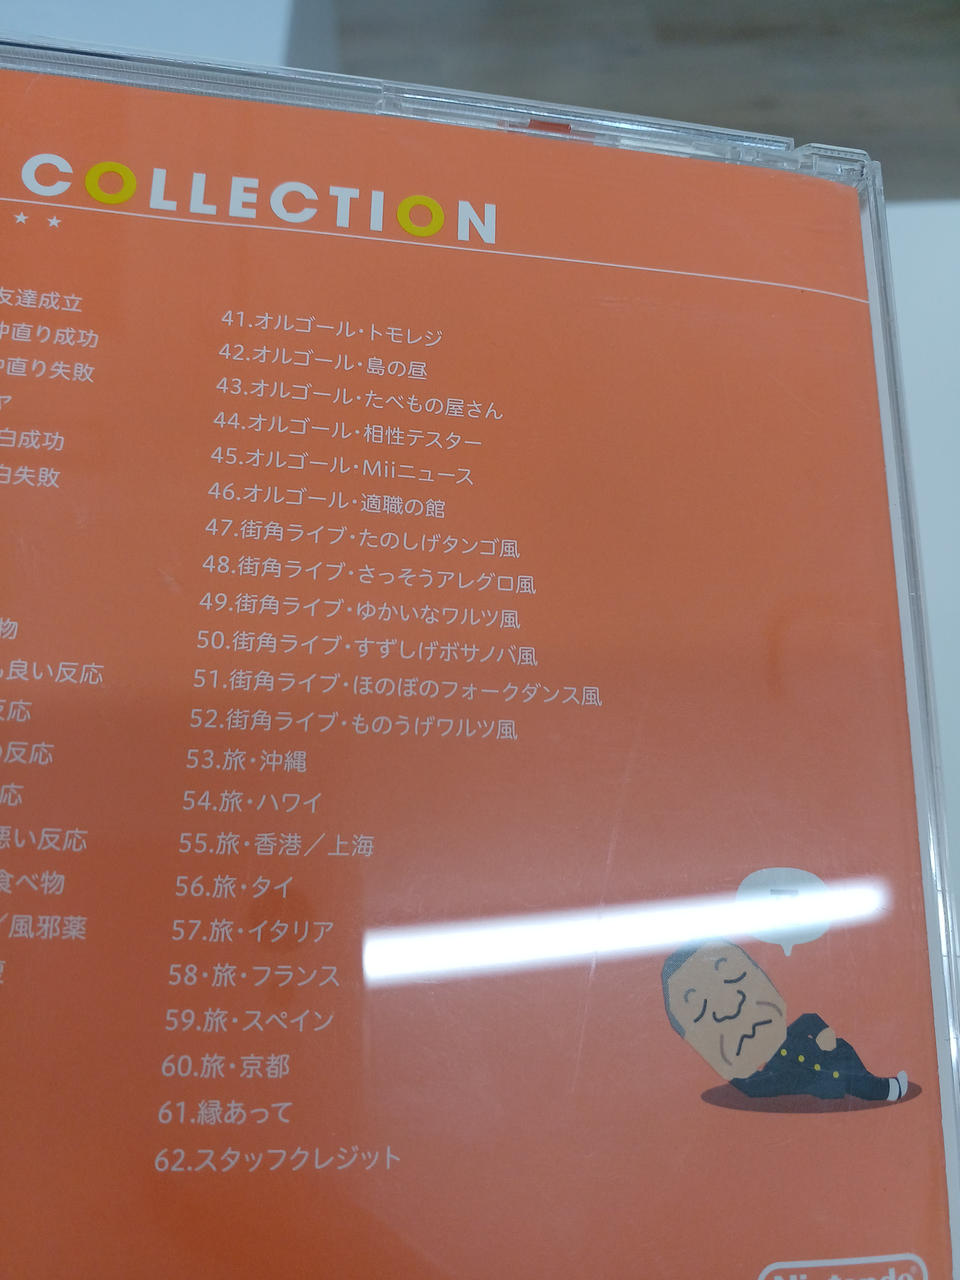 COLLECTION
★ ★
友達成立
仲直り成功
仲直り失敗
ア
白成功
白失敗
物
も良い反応
反応
の反応
応
悪い反応
食べ物
／風邪薬
41.オルゴール・トモレジ
42.オルゴール・島の昼
43.オルゴール・たべもの屋さん
44.オルゴール・相性テスター
45.オルゴール・Miiニュース
46.オルゴール・適職の館
47.街角ライブ・たのしげタンゴ風
48.街角ライブ・さっそうアレグロ風
49.街角ライブ・ゆかいなワルツ風
50.街角ライブ・すずしげボサノバ風
51.街角ライブ・ほのぼのフォークダンス風
52.街角ライブ・ものうげワルツ風
53.旅・沖縄
54.旅・ハワイ
55.旅・香港／上海
56.旅・タイ
57.旅・イタリア
58・旅・フランス
59.旅・スペイン
60.旅・京都
61.縁あって
62.スタッフクレジット
Nintendo